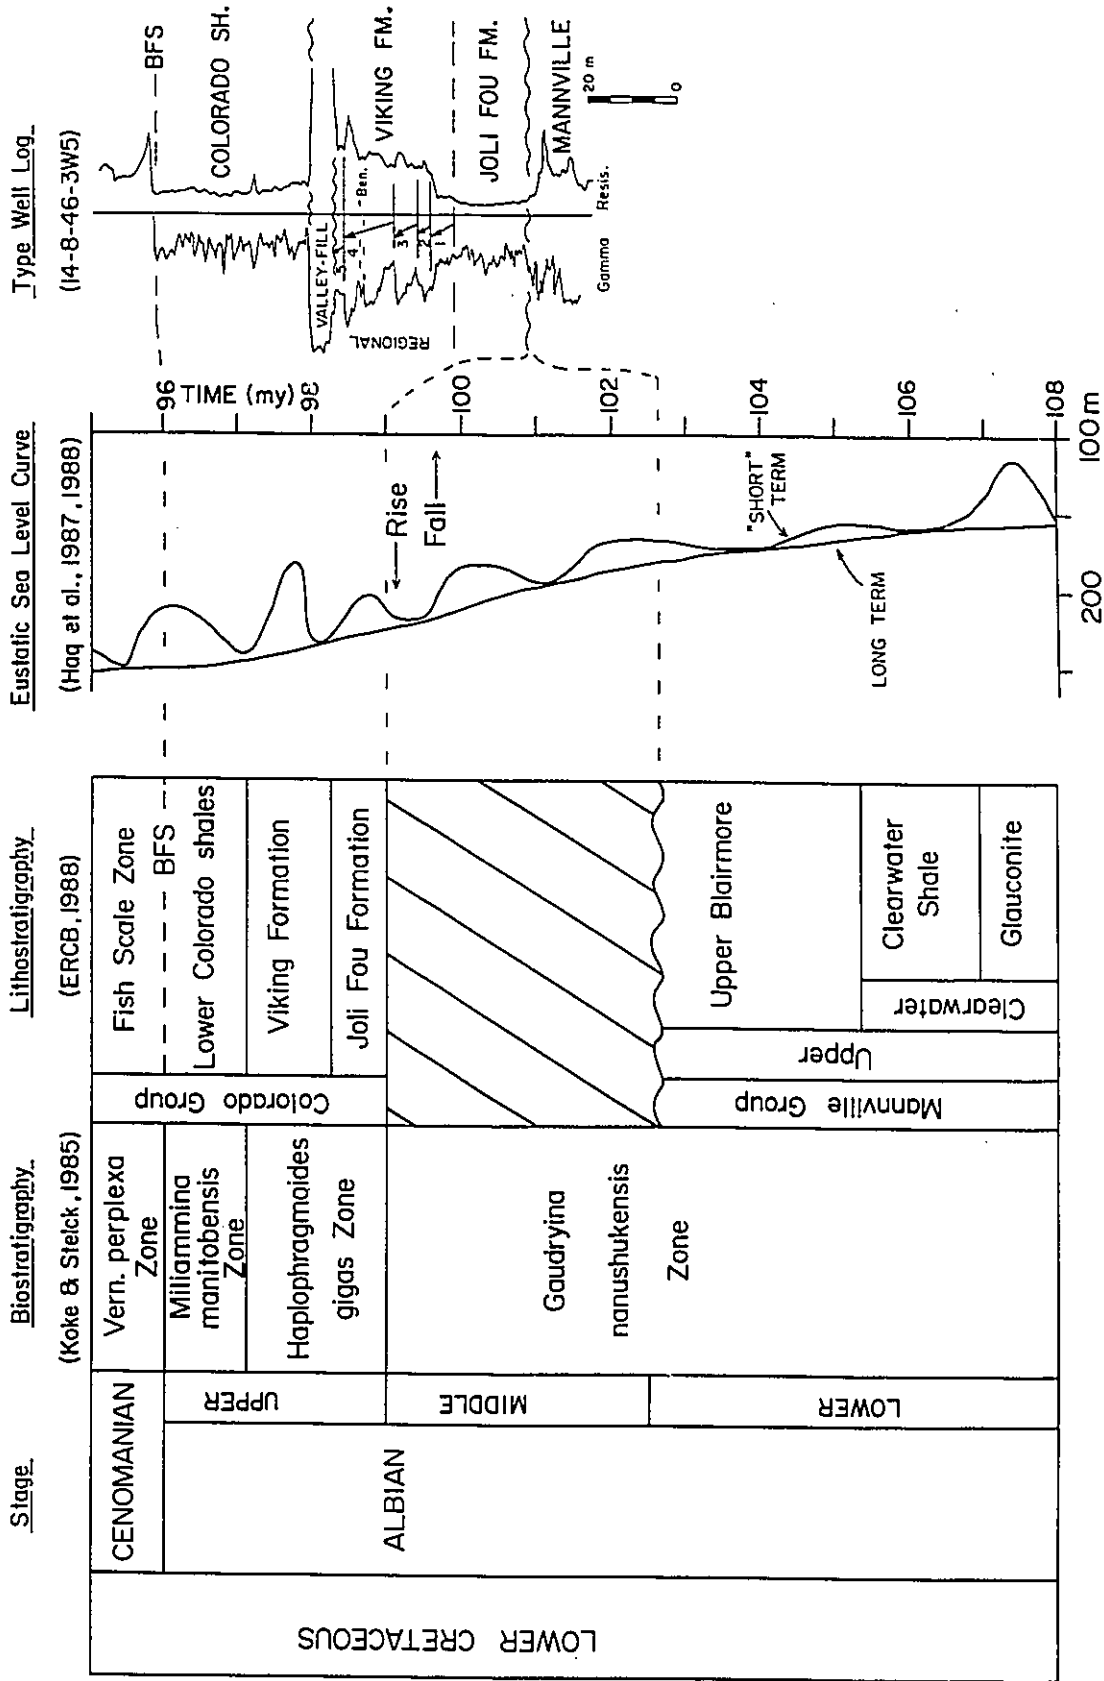 Stage
Biostratigraphy
(Koke & Stelck, 1985)
Lithostratigraphy
(ERCB, 1988)
Eustatic Sea Level Curve
(Haq et al., 1987, 1988)
Type Well Log
(14-8-46-3W5)
LOWER CRETACEOUS
CENOMANIAN
ALBIAN
UPPER
MIDDLE
LOWER
Vern. perplexa
Zone
Miliammina
manitobensis
Zone
Haplophragmoides
gigas Zone
Gaudryina
nanushukensis
Zone
Colorado Group
Mannville Group
Upper
Clearwater
Fish Scale Zone
BFS
Lower Colorado shales
Viking Formation
Joli Fou Formation
Upper Blairmore
Clearwater
Shale
Glauconite
Rise
Fall
"SHORT"
TERM
LONG TERM
200
100m
TIME (my)
96
98
100
102
104
106
108
BFS
COLORADO SH.
VALLEY-FILL
VIKING FM.
REGIONAL
5
4
Ben.
3
2
1
JOLI FOU FM.
MANNVILLE
Gamma
Resis.
20 m
0